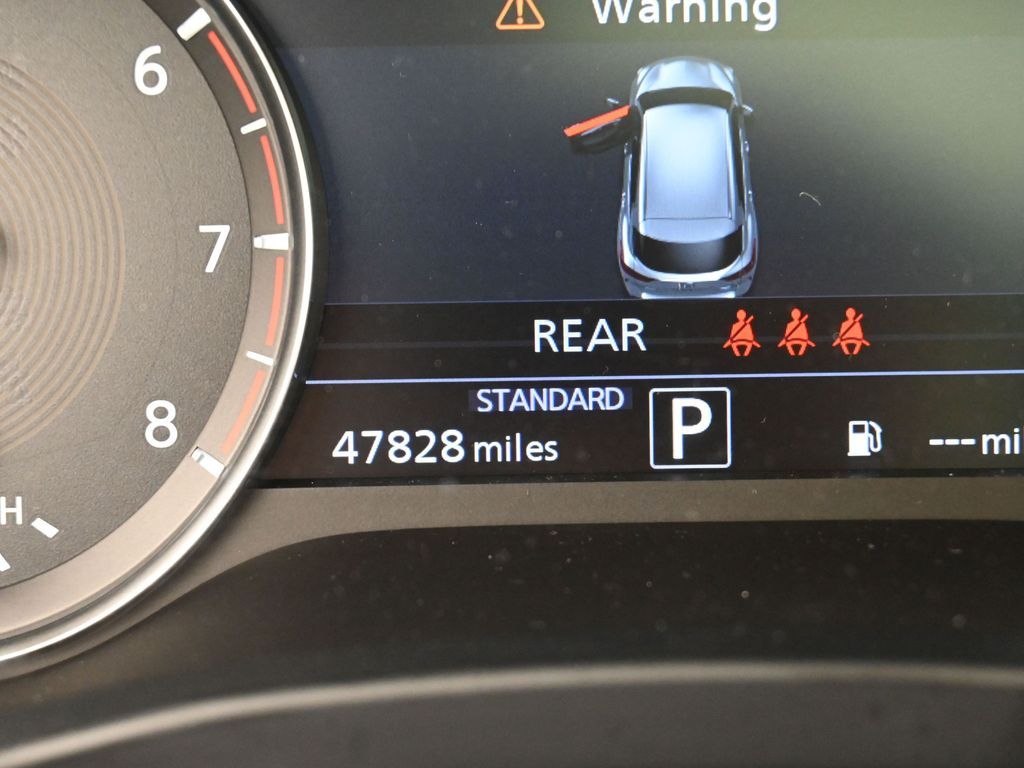 Warning
6
7
8
H
REAR
STANDARD
P
47828 miles
--- mi